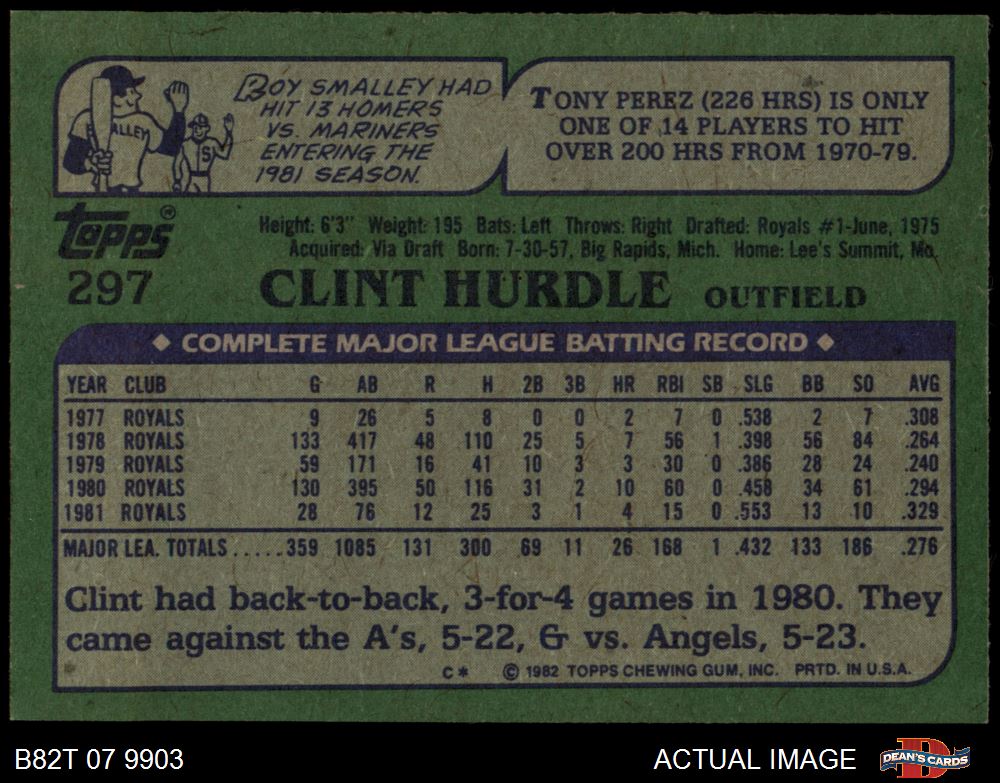 ROY SMALLEY HAD
HIT 13 HOMERS
VS. MARINERS
ENTERING THE
1981 SEASON.
ALLEY
S
TONY PEREZ (226 HRS) IS ONLY
ONE OF 14 PLAYERS TO HIT
OVER 200 HRS FROM 1970-79.
Topps®
297
Height: 6'3" Weight: 195 Bats: Left Throws: Right Drafted: Royals #1-June, 1975
Acquired: Via Draft Born: 7-30-57, Big Rapids, Mich. Home: Lee's Summit, Mo.
CLINT HURDLE OUTFIELD
◆ COMPLETE MAJOR LEAGUE BATTING RECORD ◆
YEAR CLUB G AB R H 2B 3B HR RBI SB SLG BB SO AVG
1977 ROYALS 9 26 5 8 0 0 2 7 0 .538 2 7 .308
1978 ROYALS 133 417 48 110 25 5 7 56 1 .398 56 84 .264
1979 ROYALS 59 171 16 41 10 3 3 30 0 .386 28 24 .240
1980 ROYALS 130 395 50 116 31 2 10 60 0 .458 34 61 .294
1981 ROYALS 28 76 12 25 3 1 4 15 0 .553 13 10 .329
MAJOR LEA. TOTALS.....359 1085 131 300 69 11 26 168 1 .432 133 186 .276
Clint had back-to-back, 3-for-4 games in 1980. They
came against the A's, 5-22, & vs. Angels, 5-23.
C* © 1982 TOPPS CHEWING GUM, INC. PRTD. IN U.S.A.
B82T 07 9903
ACTUAL IMAGE
D
DEAN'S CARDS